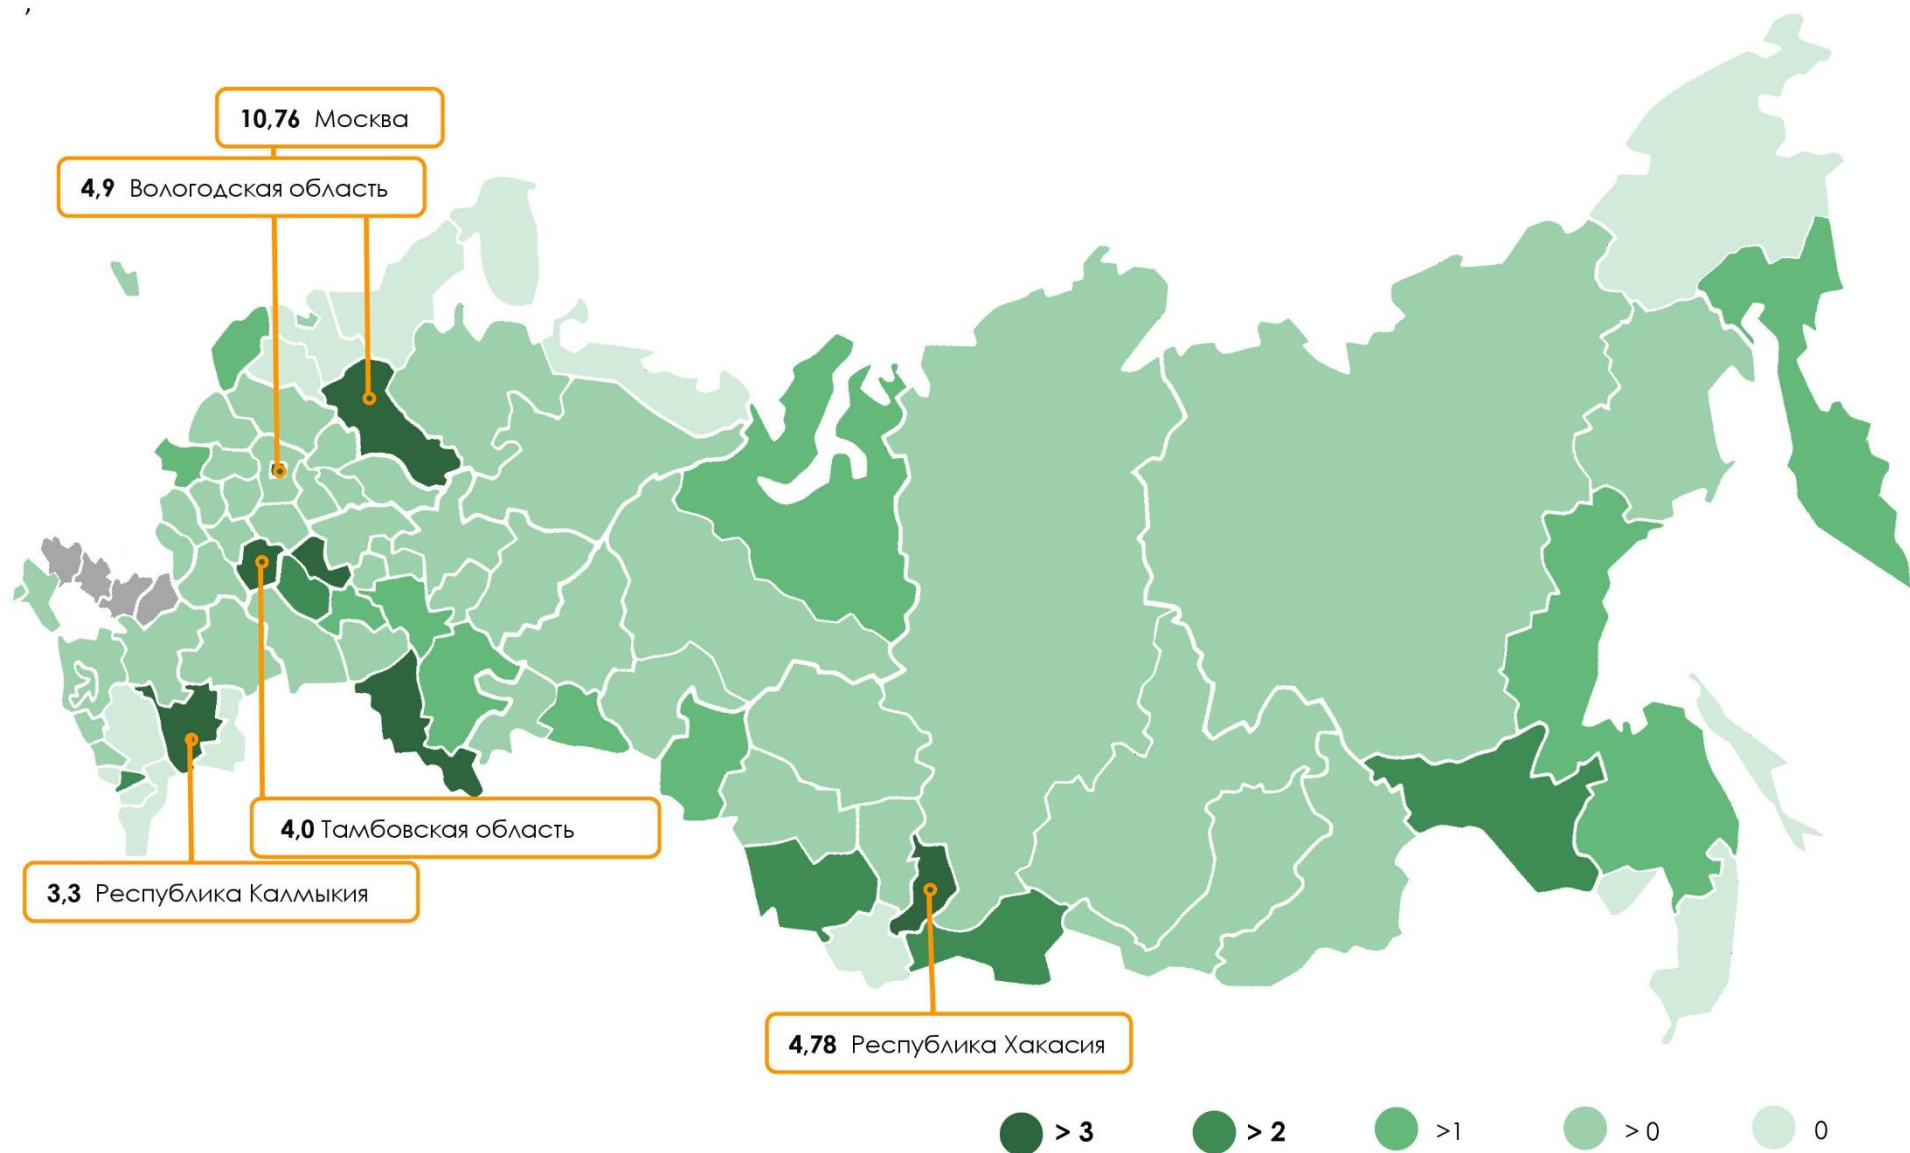 ,
10,76 Москва
4,9 Вологодская область
4,0 Тамбовская область
3,3 Республика Калмыкия
4,78 Республика Хакасия
> 3
> 2
>1
> 0
0